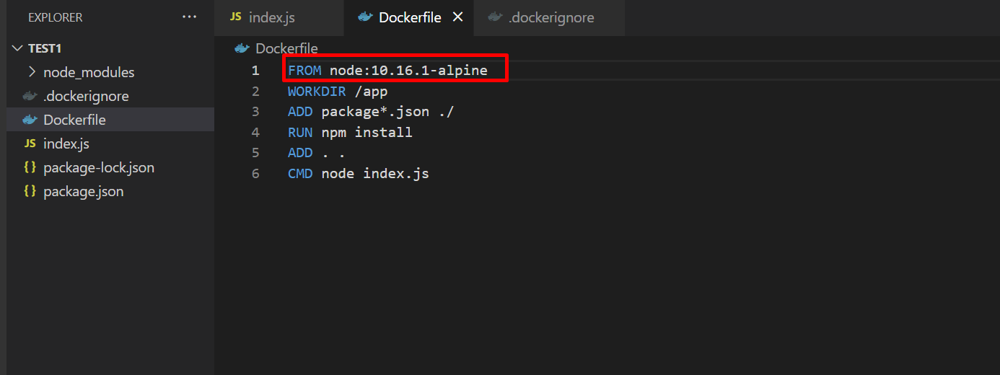 EXPLORER ···
TEST1
node_modules
.dockerignore
Dockerfile
JS index.js
{} package-lock.json
{} package.json
JS index.js
Dockerfile
.dockerignore
Dockerfile
1 FROM node:10.16.1-alpine
2 WORKDIR /app
3 ADD package*.json ./
4 RUN npm install
5 ADD . .
6 CMD node index.js